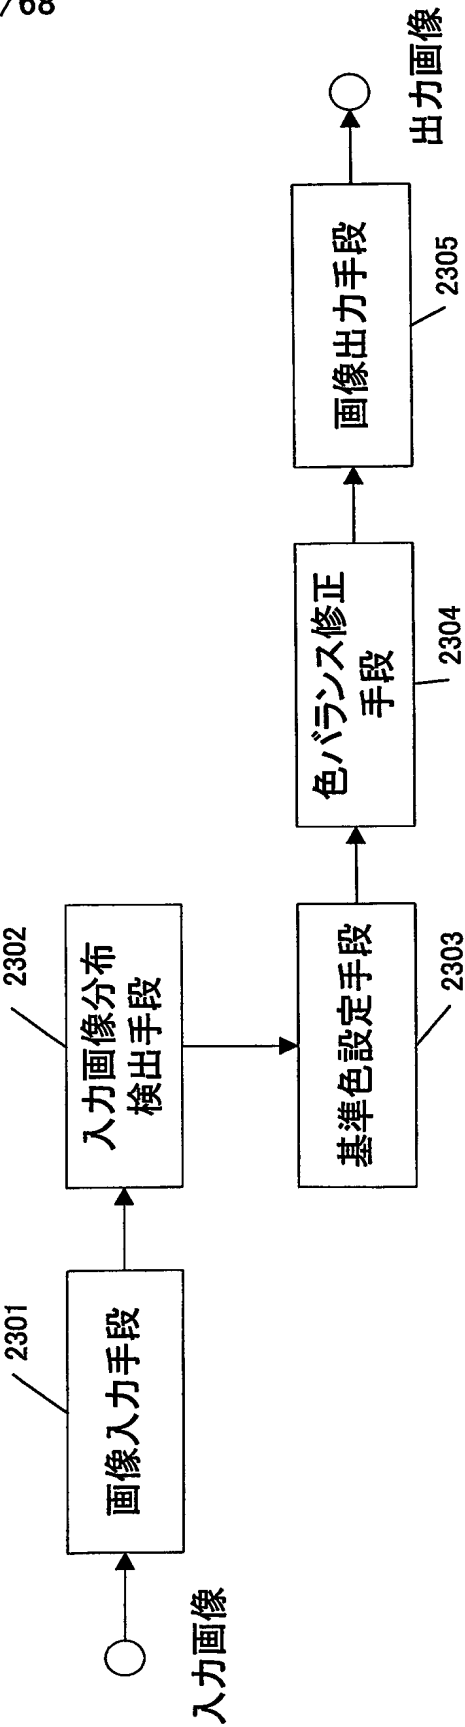 /68
入力画像
画像入力手段
2301
入力画像分布
検出手段
2302
基準色設定手段
2303
色バランス修正
手段
2304
画像出力手段
2305
出力画像